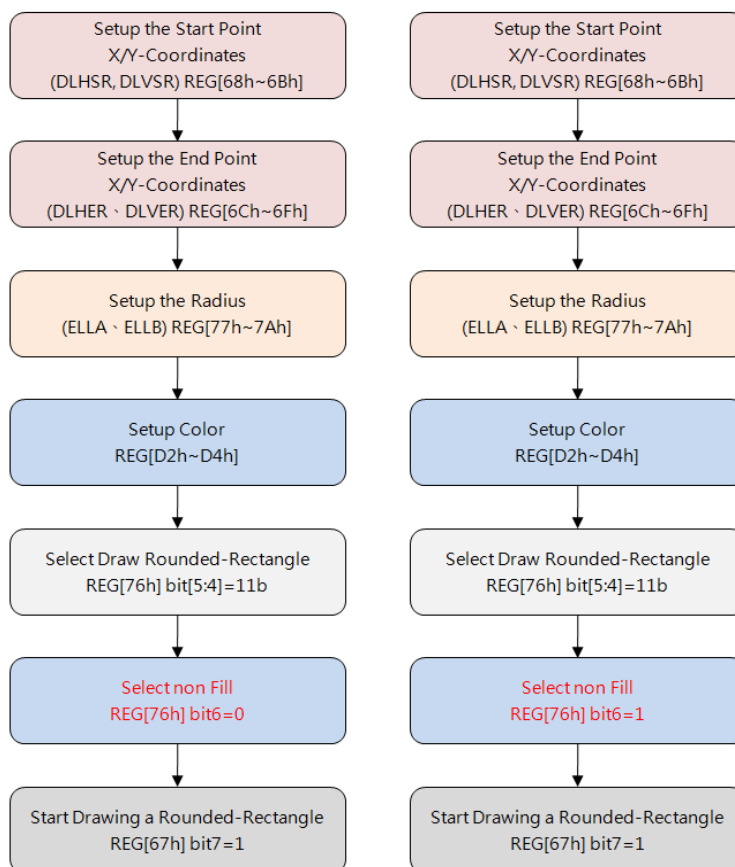 Setup the Start Point
X/Y-Coordinates
(DLHSR, DLVSR) REG[68h~6Bh]
Setup the End Point
X/Y-Coordinates
(DLHER、DLVER) REG[6Ch~6Fh]
Setup the Radius
(ELLA、ELLB) REG[77h~7Ah]
Setup Color
REG[D2h~D4h]
Select Draw Rounded-Rectangle
REG[76h] bit[5:4]=11b
Select non Fill
REG[76h] bit6=0
Start Drawing a Rounded-Rectangle
REG[67h] bit7=1
Setup the Start Point
X/Y-Coordinates
(DLHSR, DLVSR) REG[68h~6Bh]
Setup the End Point
X/Y-Coordinates
(DLHER、DLVER) REG[6Ch~6Fh]
Setup the Radius
(ELLA、ELLB) REG[77h~7Ah]
Setup Color
REG[D2h~D4h]
Select Draw Rounded-Rectangle
REG[76h] bit[5:4]=11b
Select non Fill
REG[76h] bit6=1
Start Drawing a Rounded-Rectangle
REG[67h] bit7=1